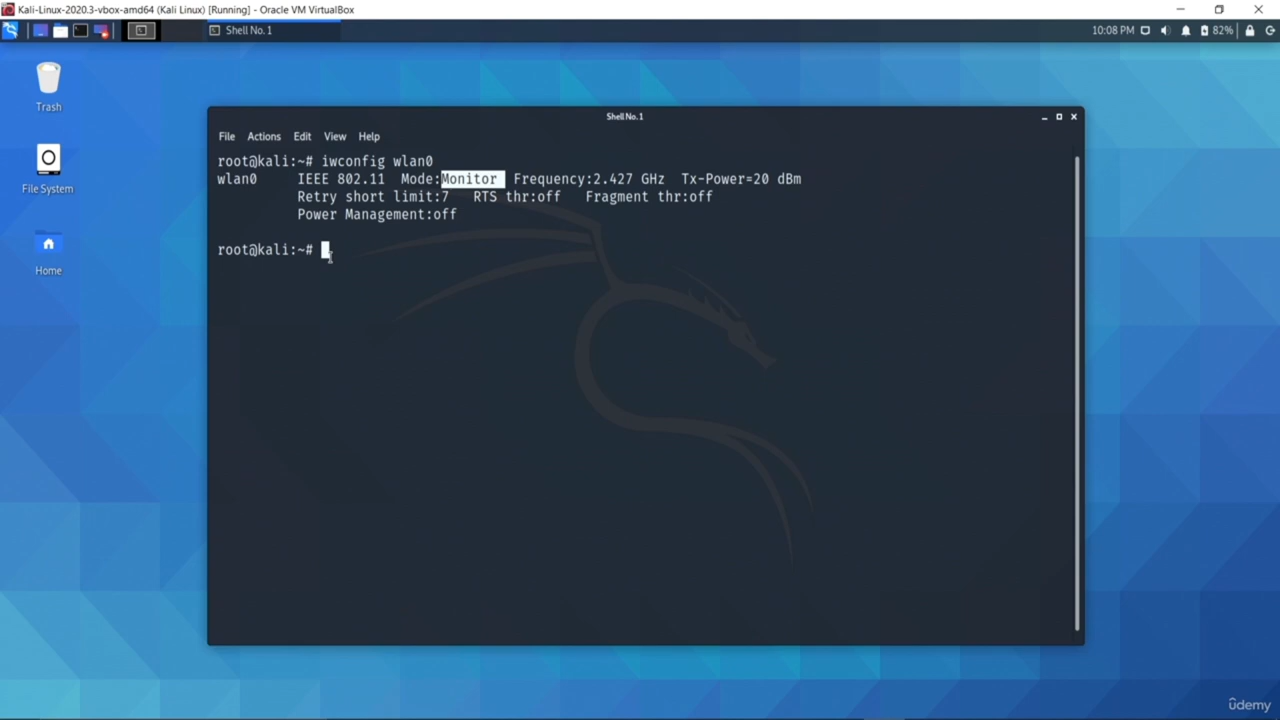 Kali-Linux-2020.3-vbox-amd64 (Kali Linux) [Running] - Oracle VM VirtualBox
Shell No. 1
10:08 PM
82%
Trash
File System
Home
Shell No. 1
File Actions Edit View Help
root@kali:~# iwconfig wlan0
wlan0     IEEE 802.11  Mode:Monitor  Frequency:2.427 GHz  Tx-Power=20 dBm
          Retry short limit:7   RTS thr:off   Fragment thr:off
          Power Management:off
root@kali:~#
ûdemy